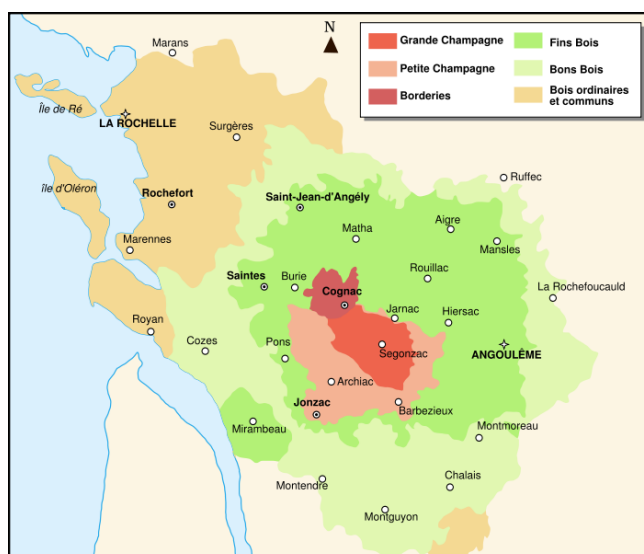 Marans
N
Grande Champagne
Petite Champagne
Borderies
Fins Bois
Bons Bois
Bois ordinaires
et communs
Île de Ré
LA ROCHELLE
Surgères
Ruffec
île d'Oléron
Rochefort
Saint-Jean-d'Angély
Aigre
Matha
Mansles
Marennes
Saintes
Burie
Rouillac
Cognac
La Rochefoucauld
Jarnac
Hiersac
Royan
Cozes
Pons
Segonzac
ANGOULÊME
Archiac
Jonzac
Barbezieux
Mirambeau
Montmoreau
Montendre
Chalais
Montguyon